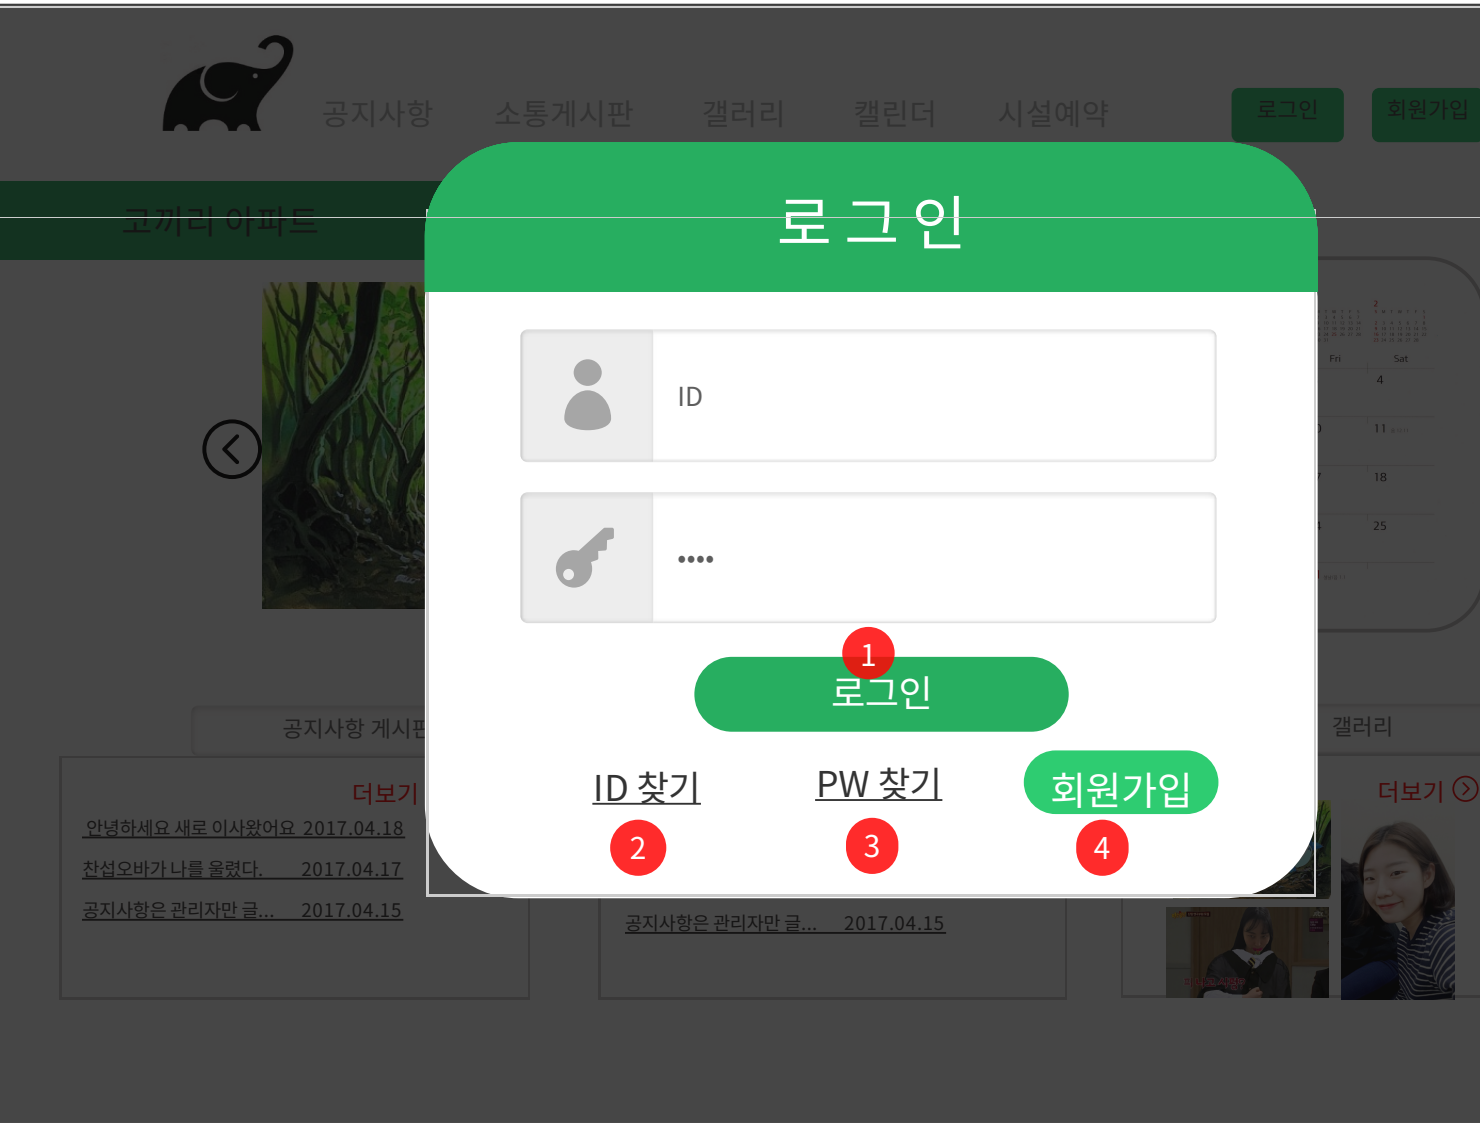 공지사항 소통게시판 갤러리 캘린더 시설예약 로그인 회원가입
코끼리 아파트
로그인
2
Fri Sat
4
ID
11
18
••••
25
1
로그인
공지사항 게시판
갤러리
ID 찾기 PW 찾기 회원가입
2 3 4
더보기
더보기
안녕하세요 새로 이사왔어요 2017.04.18
찬섭오바가 나를 울렸다. 2017.04.17
공지사항은 관리자만 글... 2017.04.15
공지사항은 관리자만 글... 2017.04.15